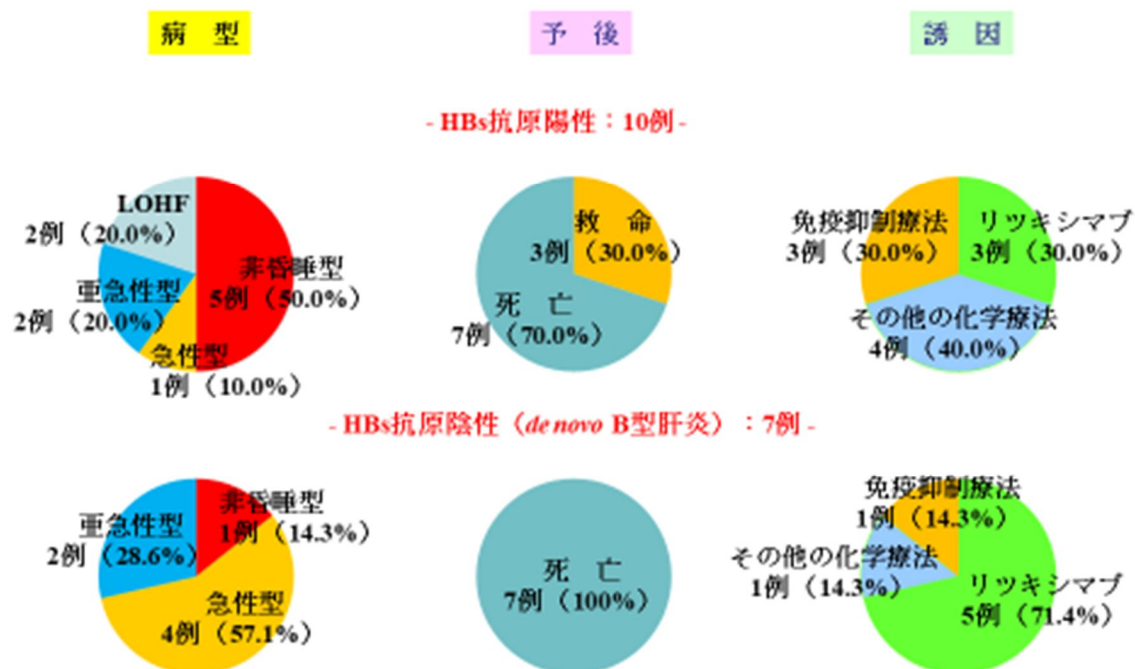 病 型
予 後
誘 因
- HBs抗原陽性：10例 -
LOHF
2例（20.0%）
亜急性型
2例（20.0%）
急性型
1例（10.0%）
非昏睡型
5例（50.0%）
救 命
3例（30.0%）
死 亡
7例（70.0%）
免疫抑制療法
3例（30.0%）
リツキシマブ
3例（30.0%）
その他の化学療法
4例（40.0%）
- HBs抗原陰性（de novo B型肝炎）：7例 -
亜急性型
2例（28.6%）
非昏睡型
1例（14.3%）
急性型
4例（57.1%）
死 亡
7例（100%）
免疫抑制療法
1例（14.3%）
その他の化学療法
1例（14.3%）
リツキシマブ
5例（71.4%）